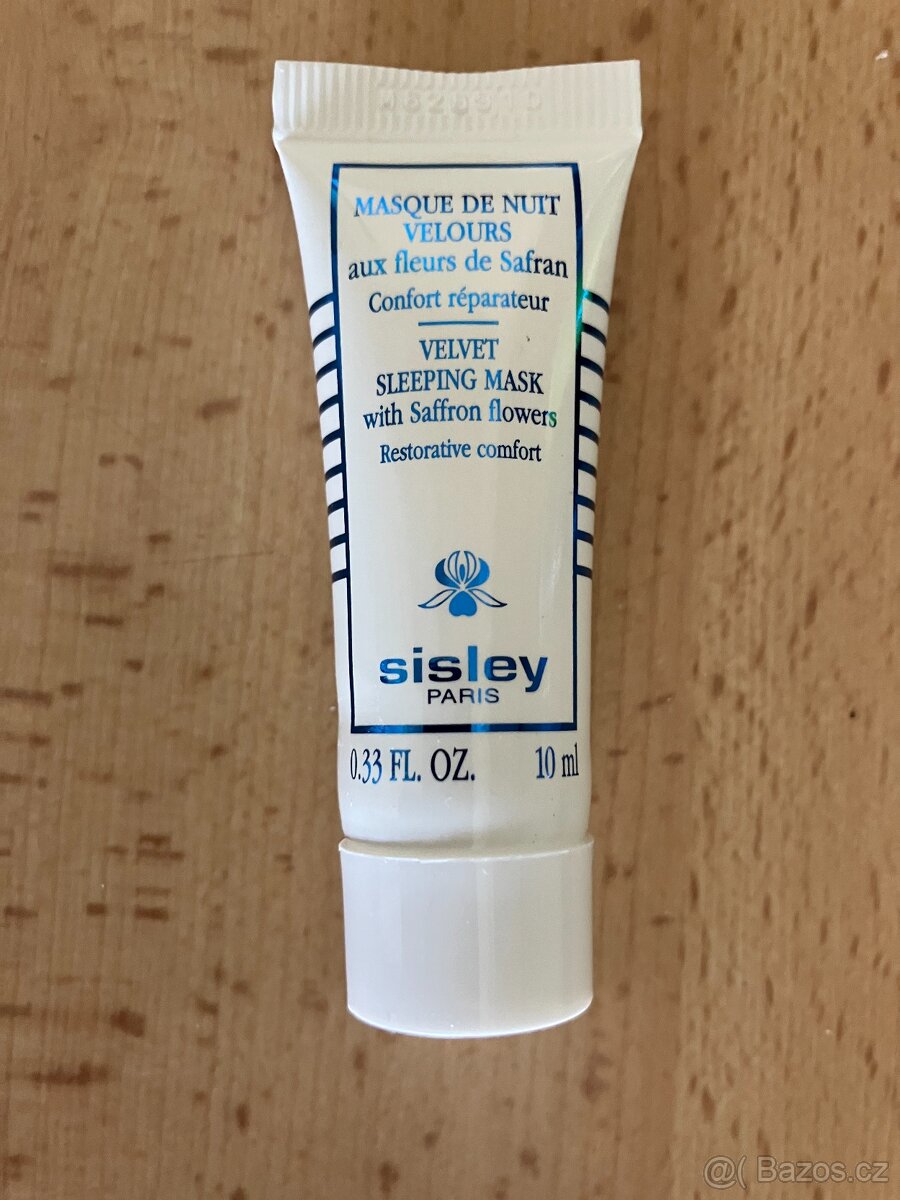 MASQUE DE NUIT
VELOURS
aux fleurs de Safran
Confort réparateur
VELVET
SLEEPING MASK
with Saffron flowers
Restorative comfort
sisley
PARIS
0.33 FL. OZ. 10 ml
@( Bazos.cz